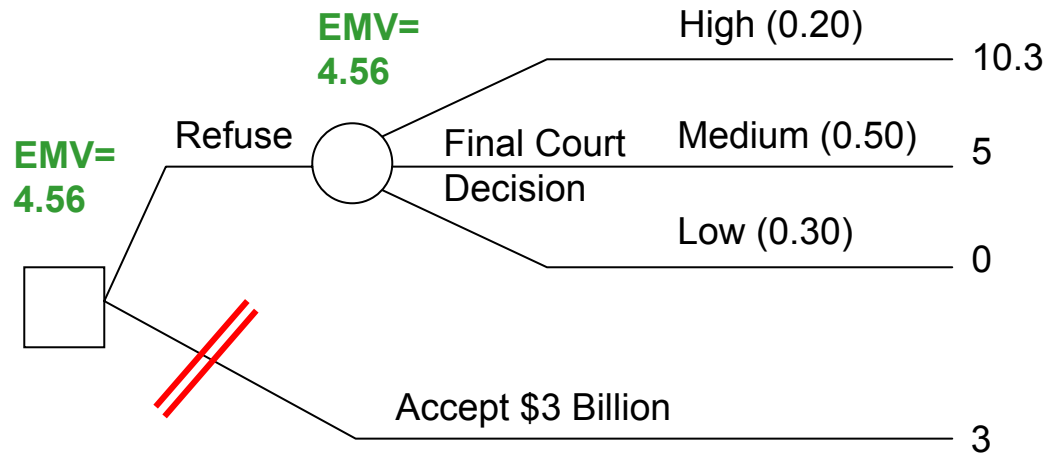 EMV=
4.56
High (0.20)
10.3
EMV=
4.56
Refuse
Final Court
Decision
Medium (0.50)
5
Low (0.30)
0
Accept $3 Billion
3